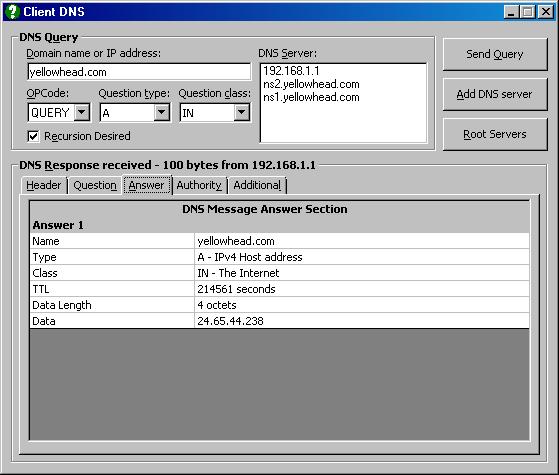 Client DNS
DNS Query
Domain name or IP address:
yellowhead.com
OPCode: Question type: Question class:
QUERY A IN
Recursion Desired
DNS Server:
192.168.1.1
ns2.yellowhead.com
ns1.yellowhead.com
Send Query
Add DNS server
Root Servers
DNS Response received - 100 bytes from 192.168.1.1
Header Question Answer Authority Additional
DNS Message Answer Section
Answer 1
Name yellowhead.com
Type A - IPv4 Host address
Class IN - The Internet
TTL 214561 seconds
Data Length 4 octets
Data 24.65.44.238